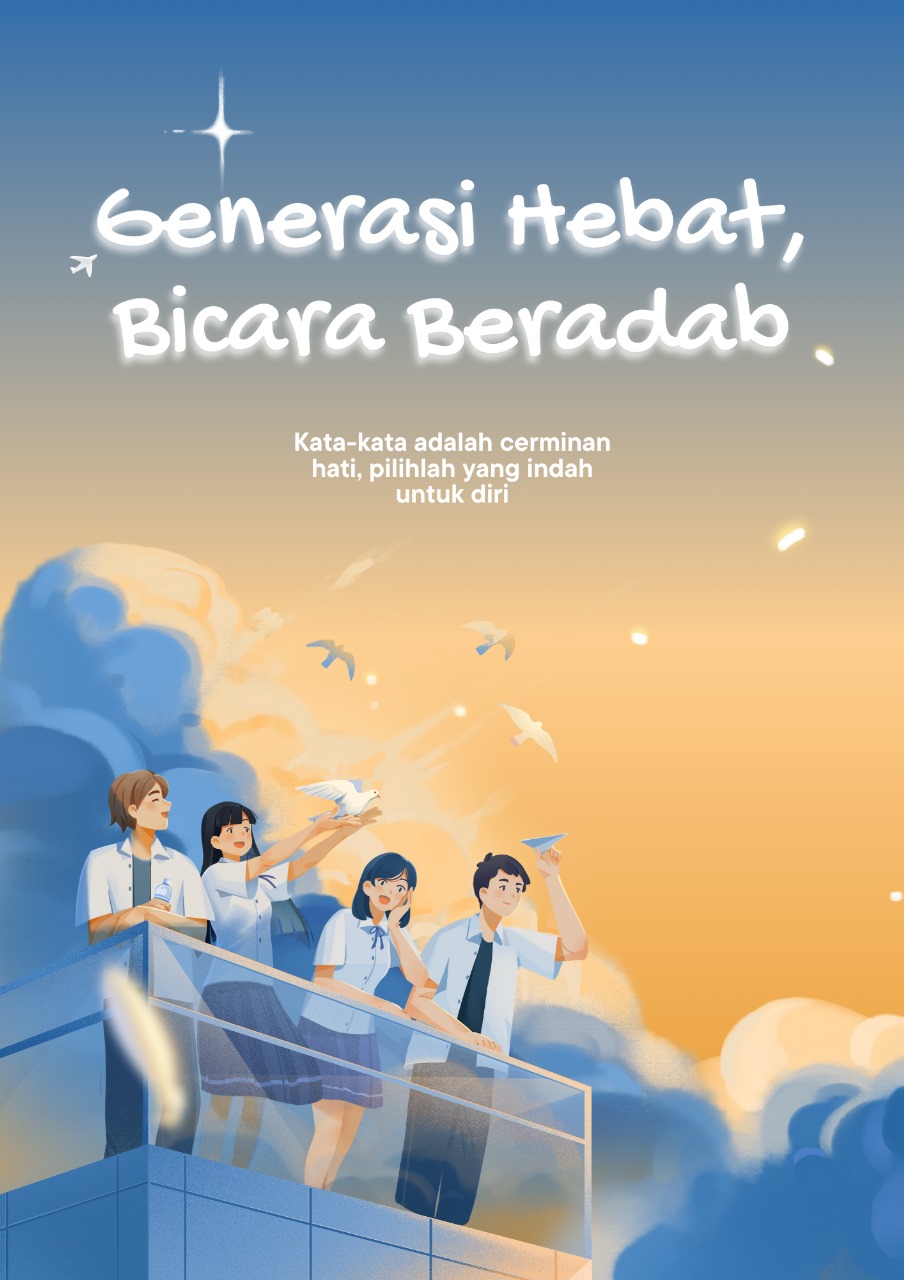 Generasi Hebat,
Bicara Beradab
Kata-kata adalah cerminan
hati, pilihlah yang indah
untuk diri